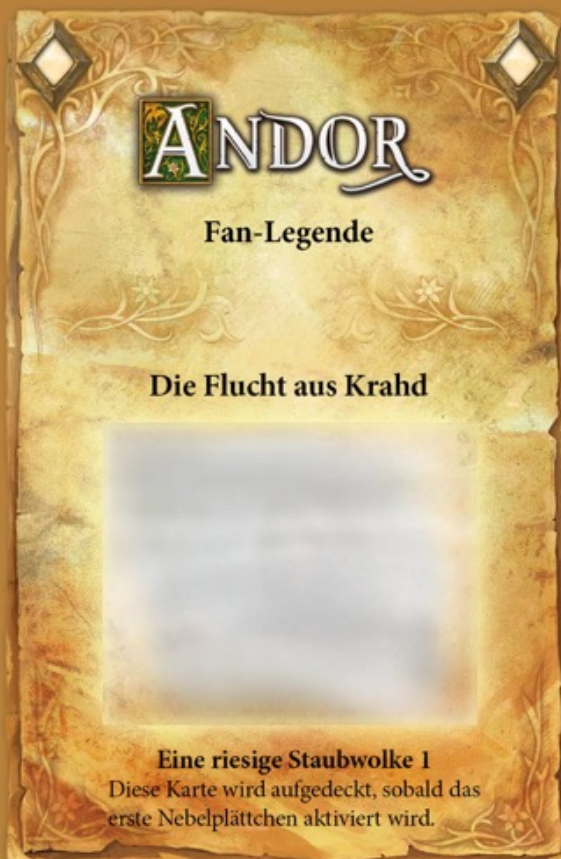 ANDOR
Fan-Legende
Die Flucht aus Krahd
Eine riesige Staubwolke 1
Diese Karte wird aufgedeckt, sobald das
erste Nebelplättchen aktiviert wird.